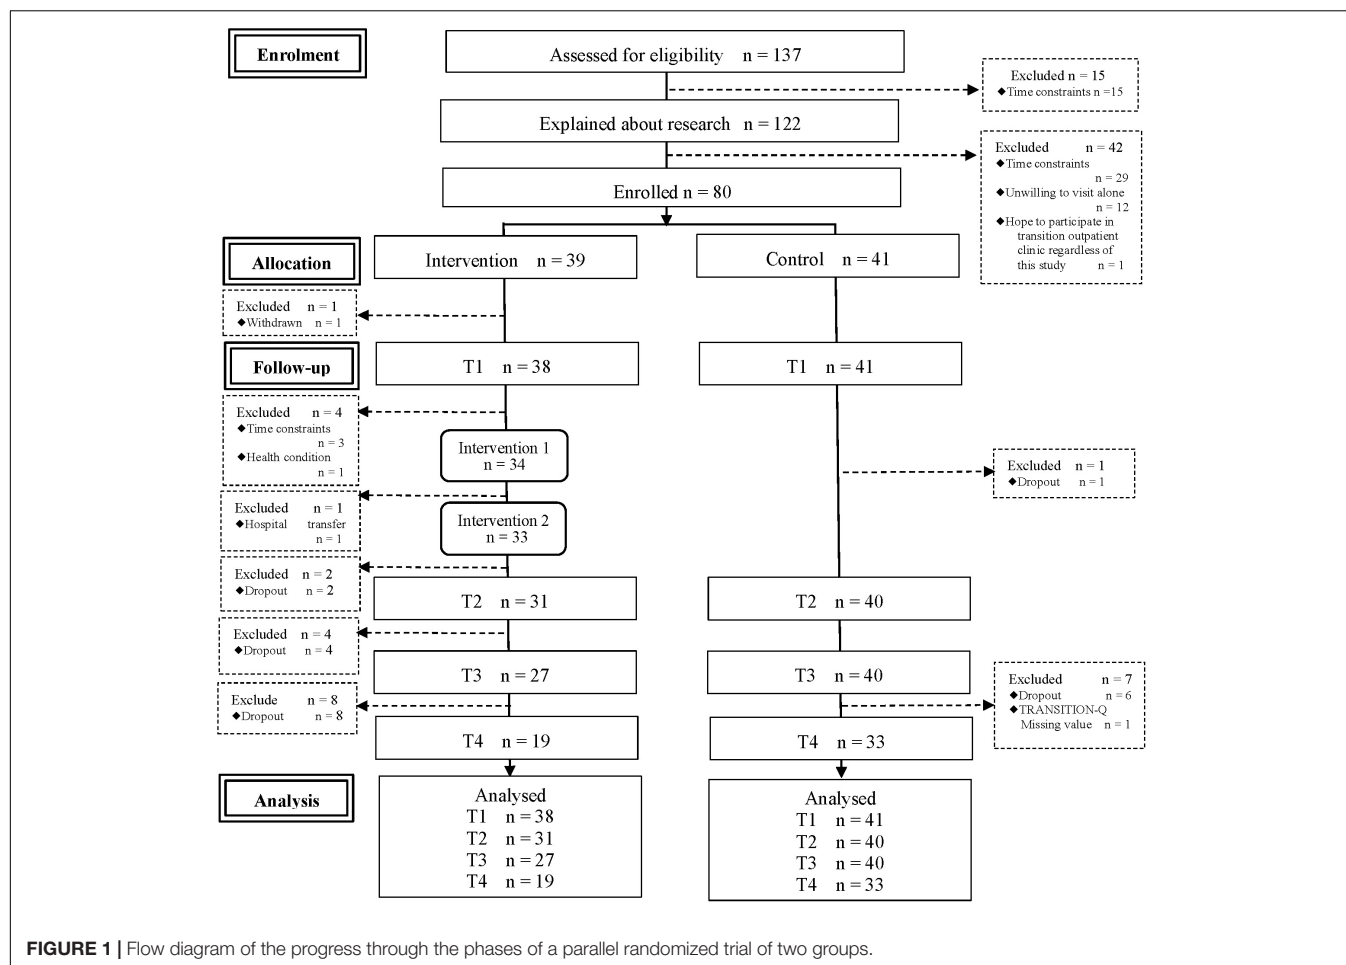 Enrolment
Assessed for eligibility n = 137
Excluded n = 15
◆Time constraints n =15
Explained about research n = 122
Excluded n = 42
◆Time constraints
n = 29
◆Unwilling to visit alone
n = 12
◆Hope to participate in
transition outpatient
clinic regardless of
this study n = 1
Enrolled n = 80
Allocation
Intervention n = 39
Control n = 41
Excluded n = 1
◆Withdrawn n = 1
Follow-up
T1 n = 38
T1 n = 41
Excluded n = 4
◆Time constraints
n = 3
◆Health condition
n = 1
Intervention 1
n = 34
Excluded n = 1
◆Dropout n = 1
Excluded n = 1
◆Hospital transfer
n = 1
Intervention 2
n = 33
Excluded n = 2
◆Dropout n = 2
T2 n = 31
T2 n = 40
Excluded n = 4
◆Dropout n = 4
T3 n = 27
T3 n = 40
Excluded n = 7
◆Dropout n = 6
◆TRANSITION-Q
Missing value n = 1
Exclude n = 8
◆Dropout n = 8
T4 n = 19
T4 n = 33
Analysis
Analysed
T1 n = 38
T2 n = 31
T3 n = 27
T4 n = 19
Analysed
T1 n = 41
T2 n = 40
T3 n = 40
T4 n = 33
FIGURE 1 | Flow diagram of the progress through the phases of a parallel randomized trial of two groups.